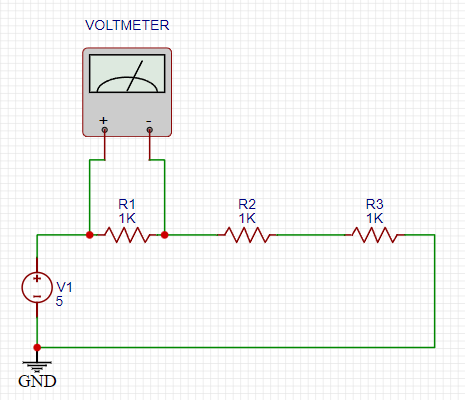 VOLTMETER
+ -
R1
1K
R2
1K
R3
1K
+
V1
5
GND